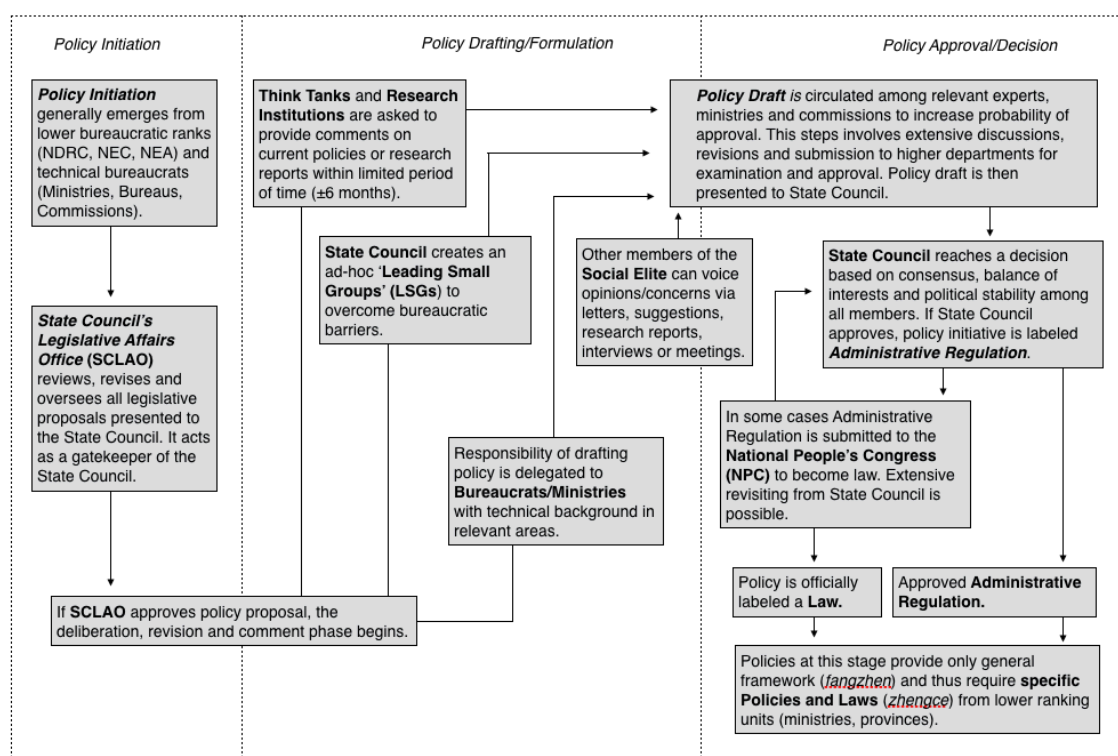 Policy Initiation
Policy Drafting/Formulation
Policy Approval/Decision
Policy Initiation
generally emerges from
lower bureaucratic ranks
(NDRC, NEC, NEA) and
technical bureaucrats
(Ministries, Bureaus,
Commissions).
State Council's
Legislative Affairs
Office (SCLAO)
reviews, revises and
oversees all legislative
proposals presented to
the State Council. It acts
as a gatekeeper of the
State Council.
If SCLAO approves policy proposal, the
deliberation, revision and comment phase begins.
Think Tanks and Research
Institutions are asked to
provide comments on
current policies or research
reports within limited period
of time (±6 months).
State Council creates an
ad-hoc ‘Leading Small
Groups’ (LSGs) to
overcome bureaucratic
barriers.
Responsibility of drafting
policy is delegated to
Bureaucrats/Ministries
with technical background in
relevant areas.
Other members of the
Social Elite can voice
opinions/concerns via
letters, suggestions,
research reports,
interviews or meetings.
Policy Draft is circulated among relevant experts,
ministries and commissions to increase probability of
approval. This steps involves extensive discussions,
revisions and submission to higher departments for
examination and approval. Policy draft is then
presented to State Council.
State Council reaches a decision
based on consensus, balance of
interests and political stability among
all members. If State Council
approves, policy initiative is labeled
Administrative Regulation.
In some cases Administrative
Regulation is submitted to the
National People's Congress
(NPC) to become law. Extensive
revisiting from State Council is
possible.
Policy is officially
labeled a Law.
Approved Administrative
Regulation.
Policies at this stage provide only general
framework (fangzhen) and thus require specific
Policies and Laws (zhengce) from lower ranking
units (ministries, provinces).